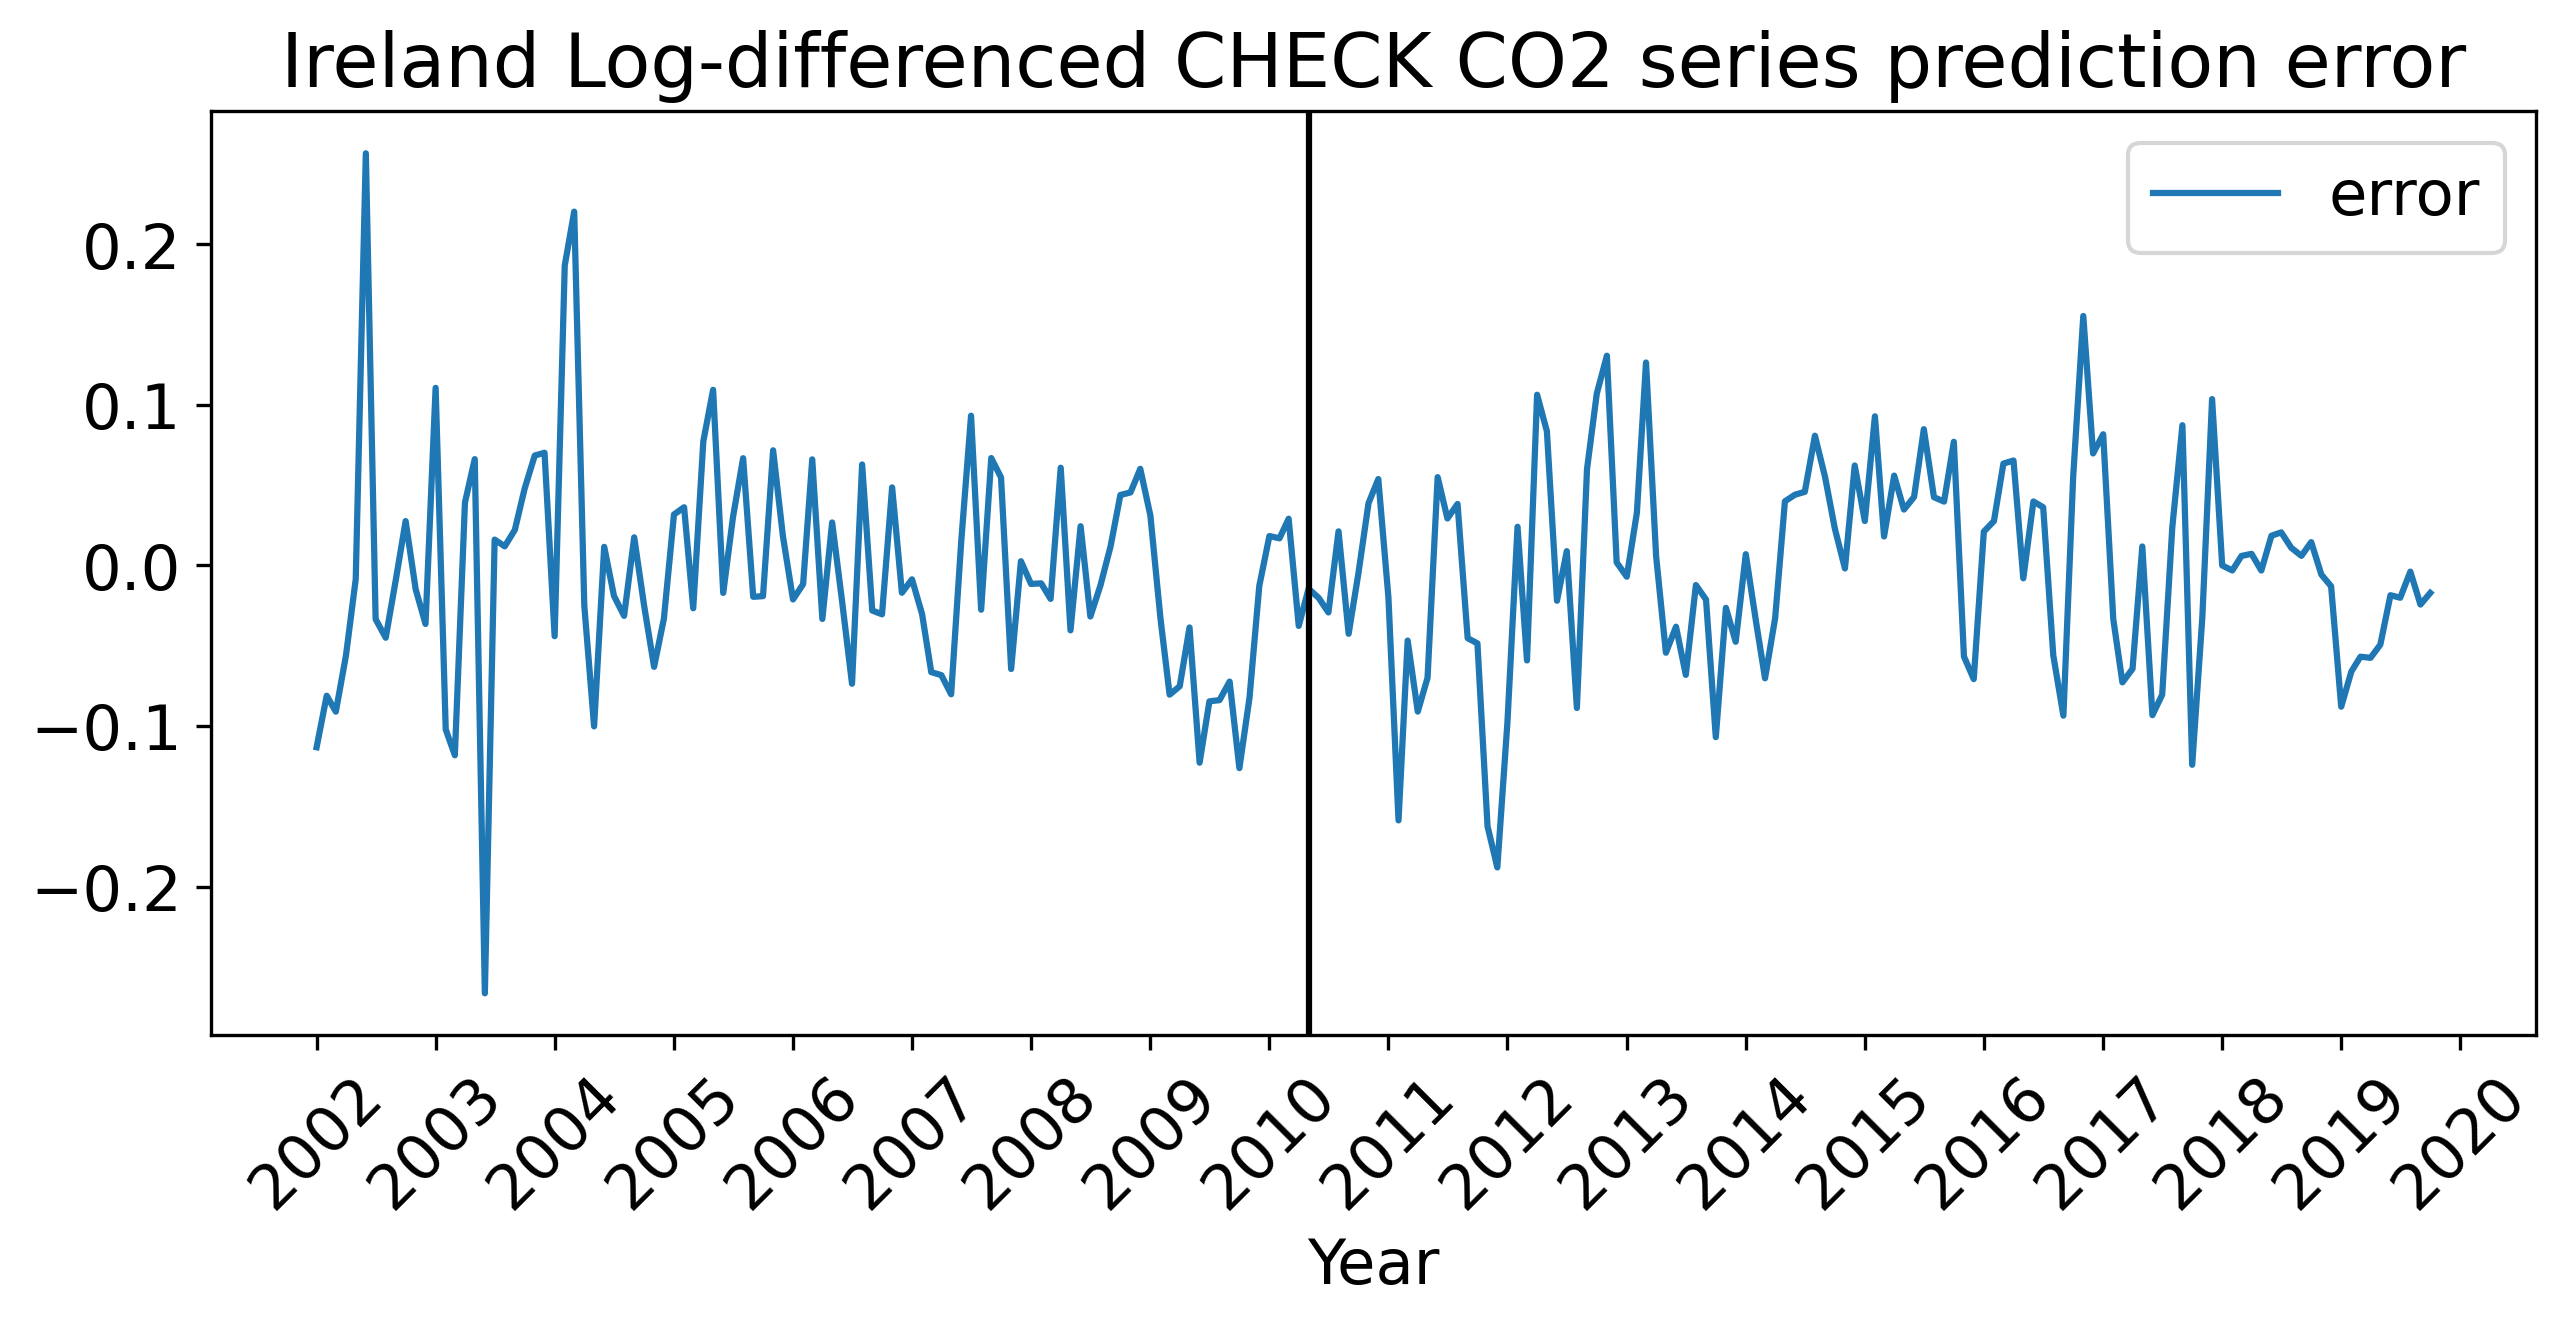 Ireland Log-differenced CHECK CO2 series prediction error
error
0.2
0.1
0.0
−0.1
−0.2
2002 2003 2004 2005 2006 2007 2008 2009 2010 2011 2012 2013 2014 2015 2016 2017 2018 2019 2020
Year